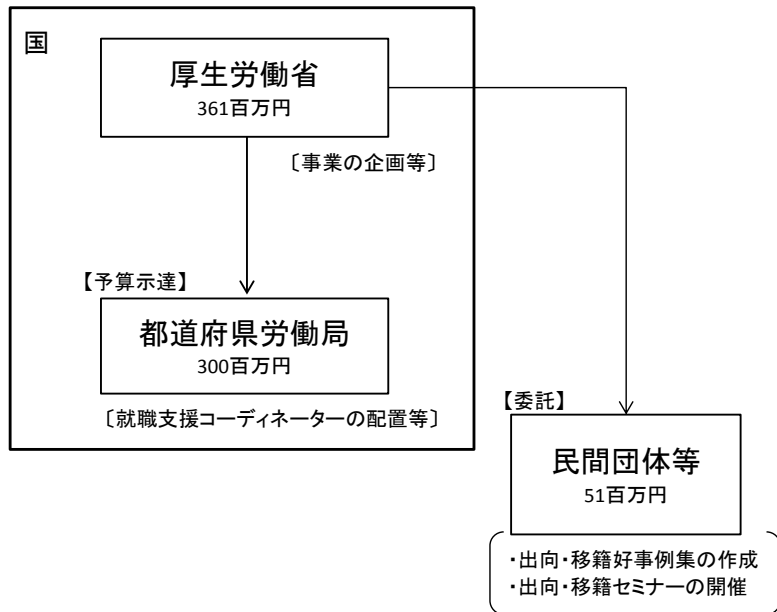 国
厚生労働省
361百万円
〔事業の企画等〕
【予算示達】
都道府県労働局
300百万円
〔就職支援コーディネーターの配置等〕
【委託】
民間団体等
51百万円
・出向・移籍好事例集の作成
・出向・移籍セミナーの開催